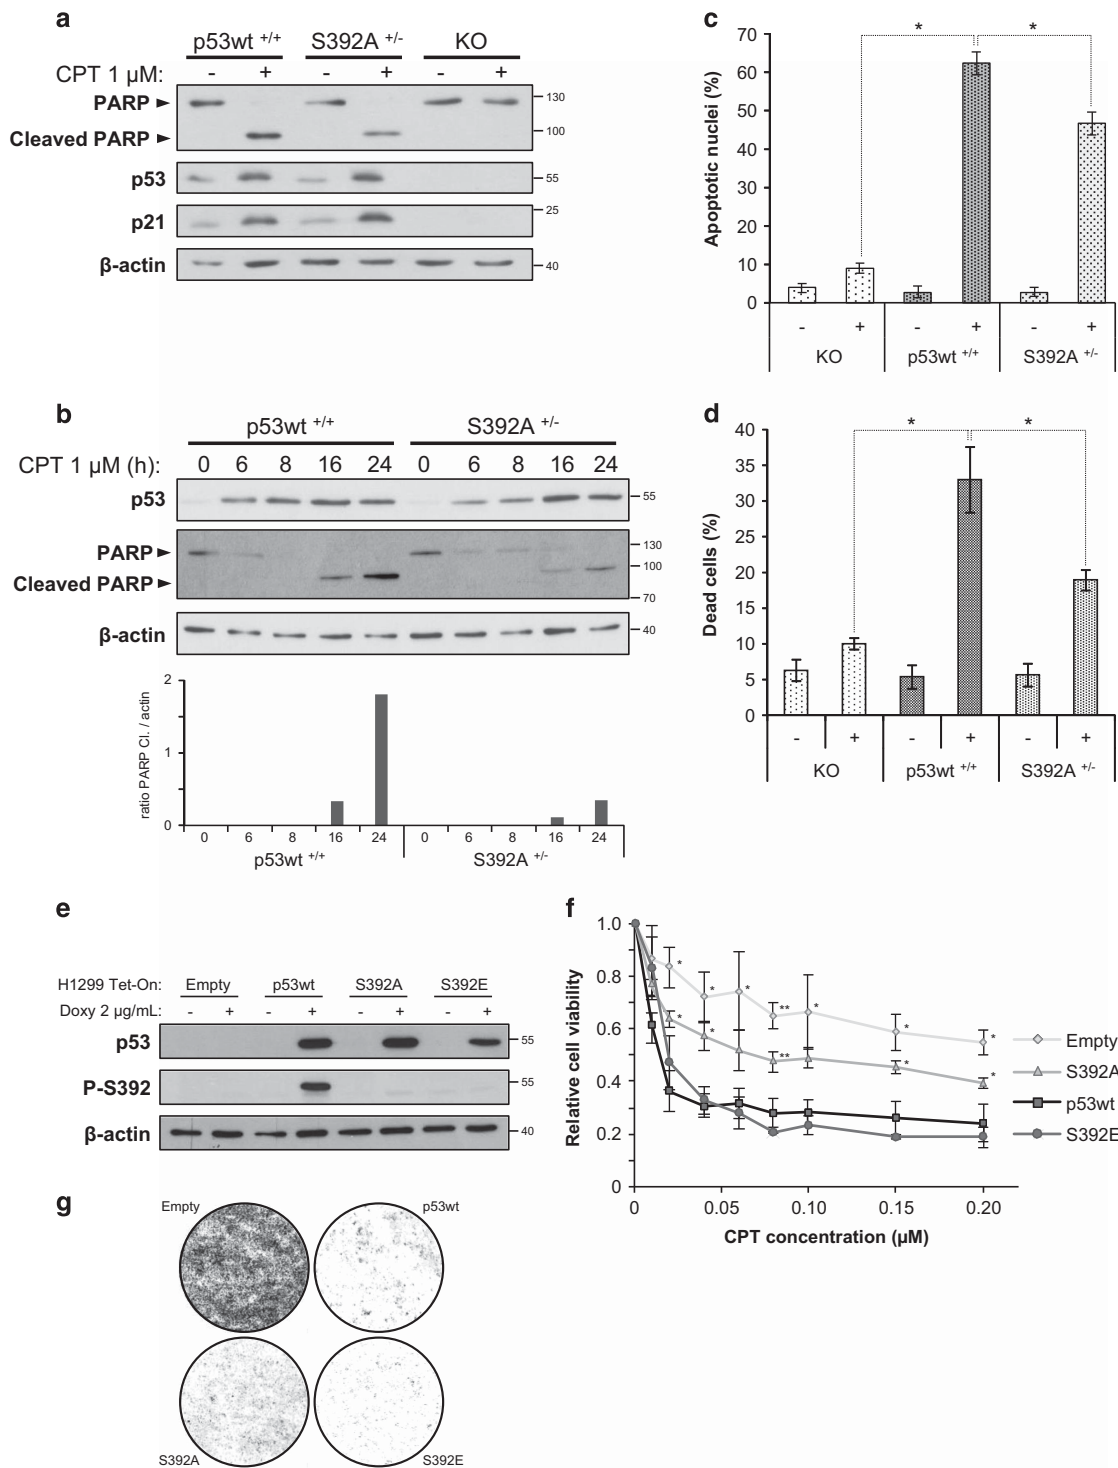 a
p53wt +/+ S392A +/- KO
CPT 1 µM: - + - + - +
PARP ► 130
Cleaved PARP ► 100
p53 55
p21 25
β-actin 40
b
p53wt +/+ S392A +/-
CPT 1 µM (h): 0 6 8 16 24 0 6 8 16 24
p53 55
PARP ► 130
100
Cleaved PARP ►
70
β-actin 40
ratio PARP Cl. / actin
2
1
0
0 6 8 16 24 0 6 8 16 24
p53wt +/+ S392A +/-
c
* *
Apoptotic nuclei (%)
70
60
50
40
30
20
10
0
- + - + - +
KO p53wt +/+ S392A +/-
d
* *
Dead cells (%)
40
35
30
25
20
15
10
5
0
- + - + - +
KO p53wt +/+ S392A +/-
e
H1299 Tet-On: Empty p53wt S392A S392E
Doxy 2 µg/mL: - + - + - + - +
p53 55
P-S392 55
β-actin 40
f
Relative cell viability
1.0
0.8
0.6
0.4
0.2
0
* * * ** * * *
* * ** * *
0 0.05 0.10 0.15 0.20
CPT concentration (µM)
Empty
S392A
p53wt
S392E
g
Empty p53wt
S392A S392E